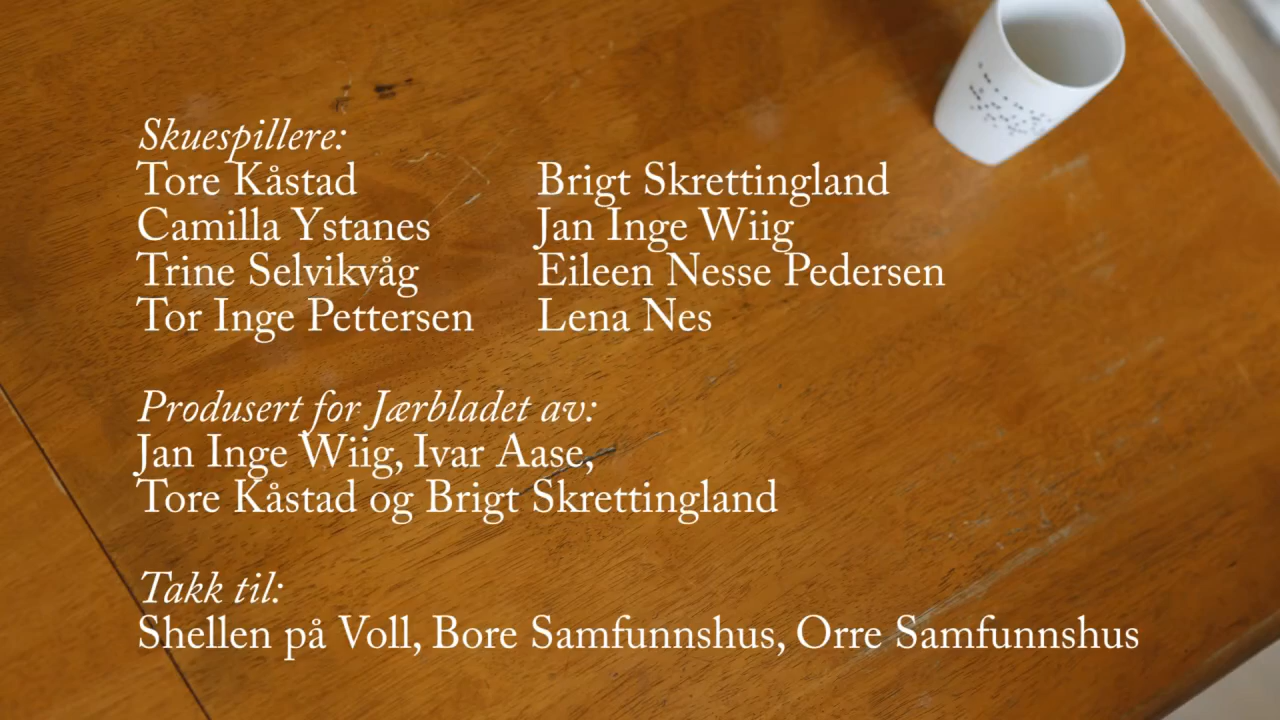 Skuespillere:
Tore Kåstad
Camilla Ystanes
Trine Selvikvåg
Tor Inge Pettersen
Brigt Skrettingland
Jan Inge Wiig
Eileen Nesse Pedersen
Lena Nes
Produsert for Jærbladet av:
Jan Inge Wiig, Ivar Aase,
Tore Kåstad og Brigt Skrettingland
Takk til:
Shellen på Voll, Bore Samfunnshus, Orre Samfunnshus